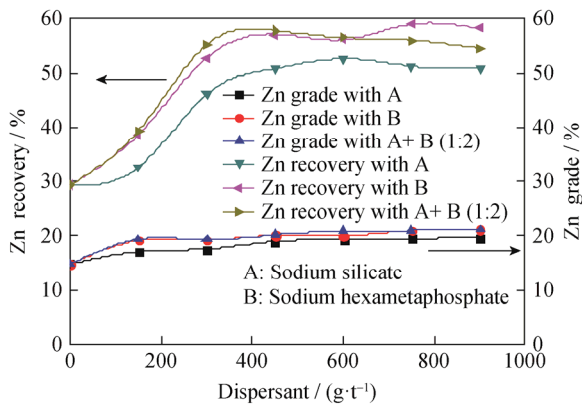 60
50
40
30
20
10
0
Zn recovery / %
60
50
40
30
20
10
0
Zn grade / %
Zn grade with A
Zn grade with B
Zn grade with A+ B (1:2)
Zn recovery with A
Zn recovery with B
Zn recovery with A+ B (1:2)
A: Sodium silicatc
B: Sodium hexametaphosphate
0 200 400 600 800 1000
Dispersant / (g·t⁻¹)